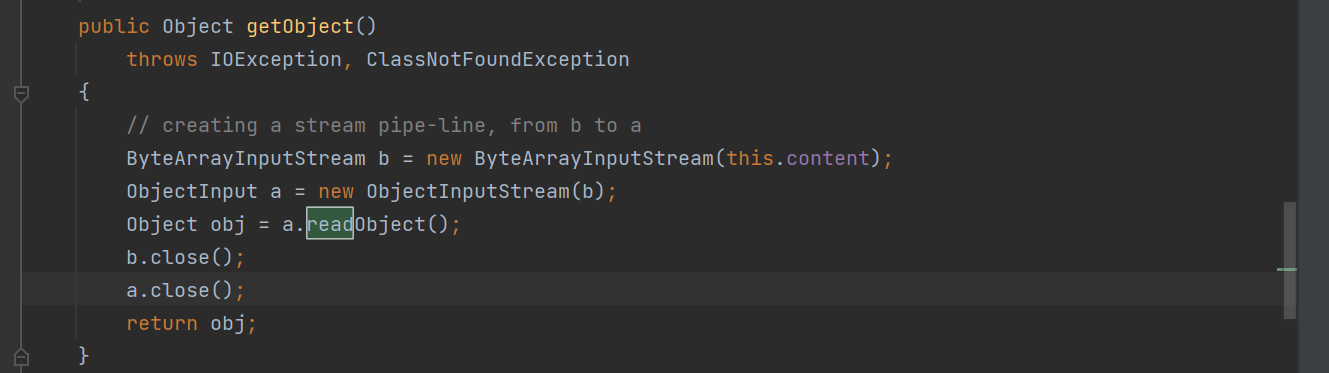 public Object getObject()
throws IOException, ClassNotFoundException
{
// creating a stream pipe-line, from b to a
ByteArrayInputStream b = new ByteArrayInputStream(this.content);
ObjectInput a = new ObjectInputStream(b);
Object obj = a.readObject();
b.close();
a.close();
return obj;
}